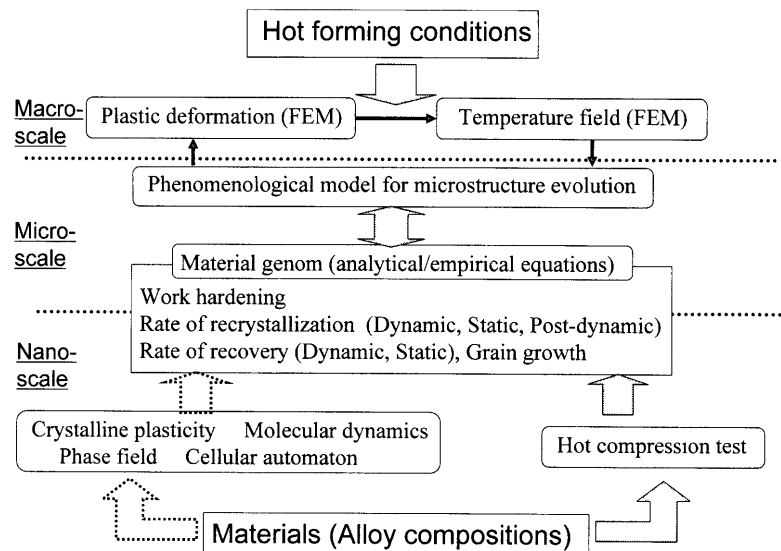 Hot forming conditions
Macro-
scale
Plastic deformation (FEM)
Temperature field (FEM)
Phenomenological model for microstructure evolution
Micro-
scale
Material genom (analytical/empirical equations)
Work hardening
Rate of recrystallization (Dynamic, Static, Post-dynamic)
Rate of recovery (Dynamic, Static), Grain growth
Nano-
scale
Crystalline plasticity Molecular dynamics
Phase field Cellular automaton
Hot compression test
Materials (Alloy compositions)